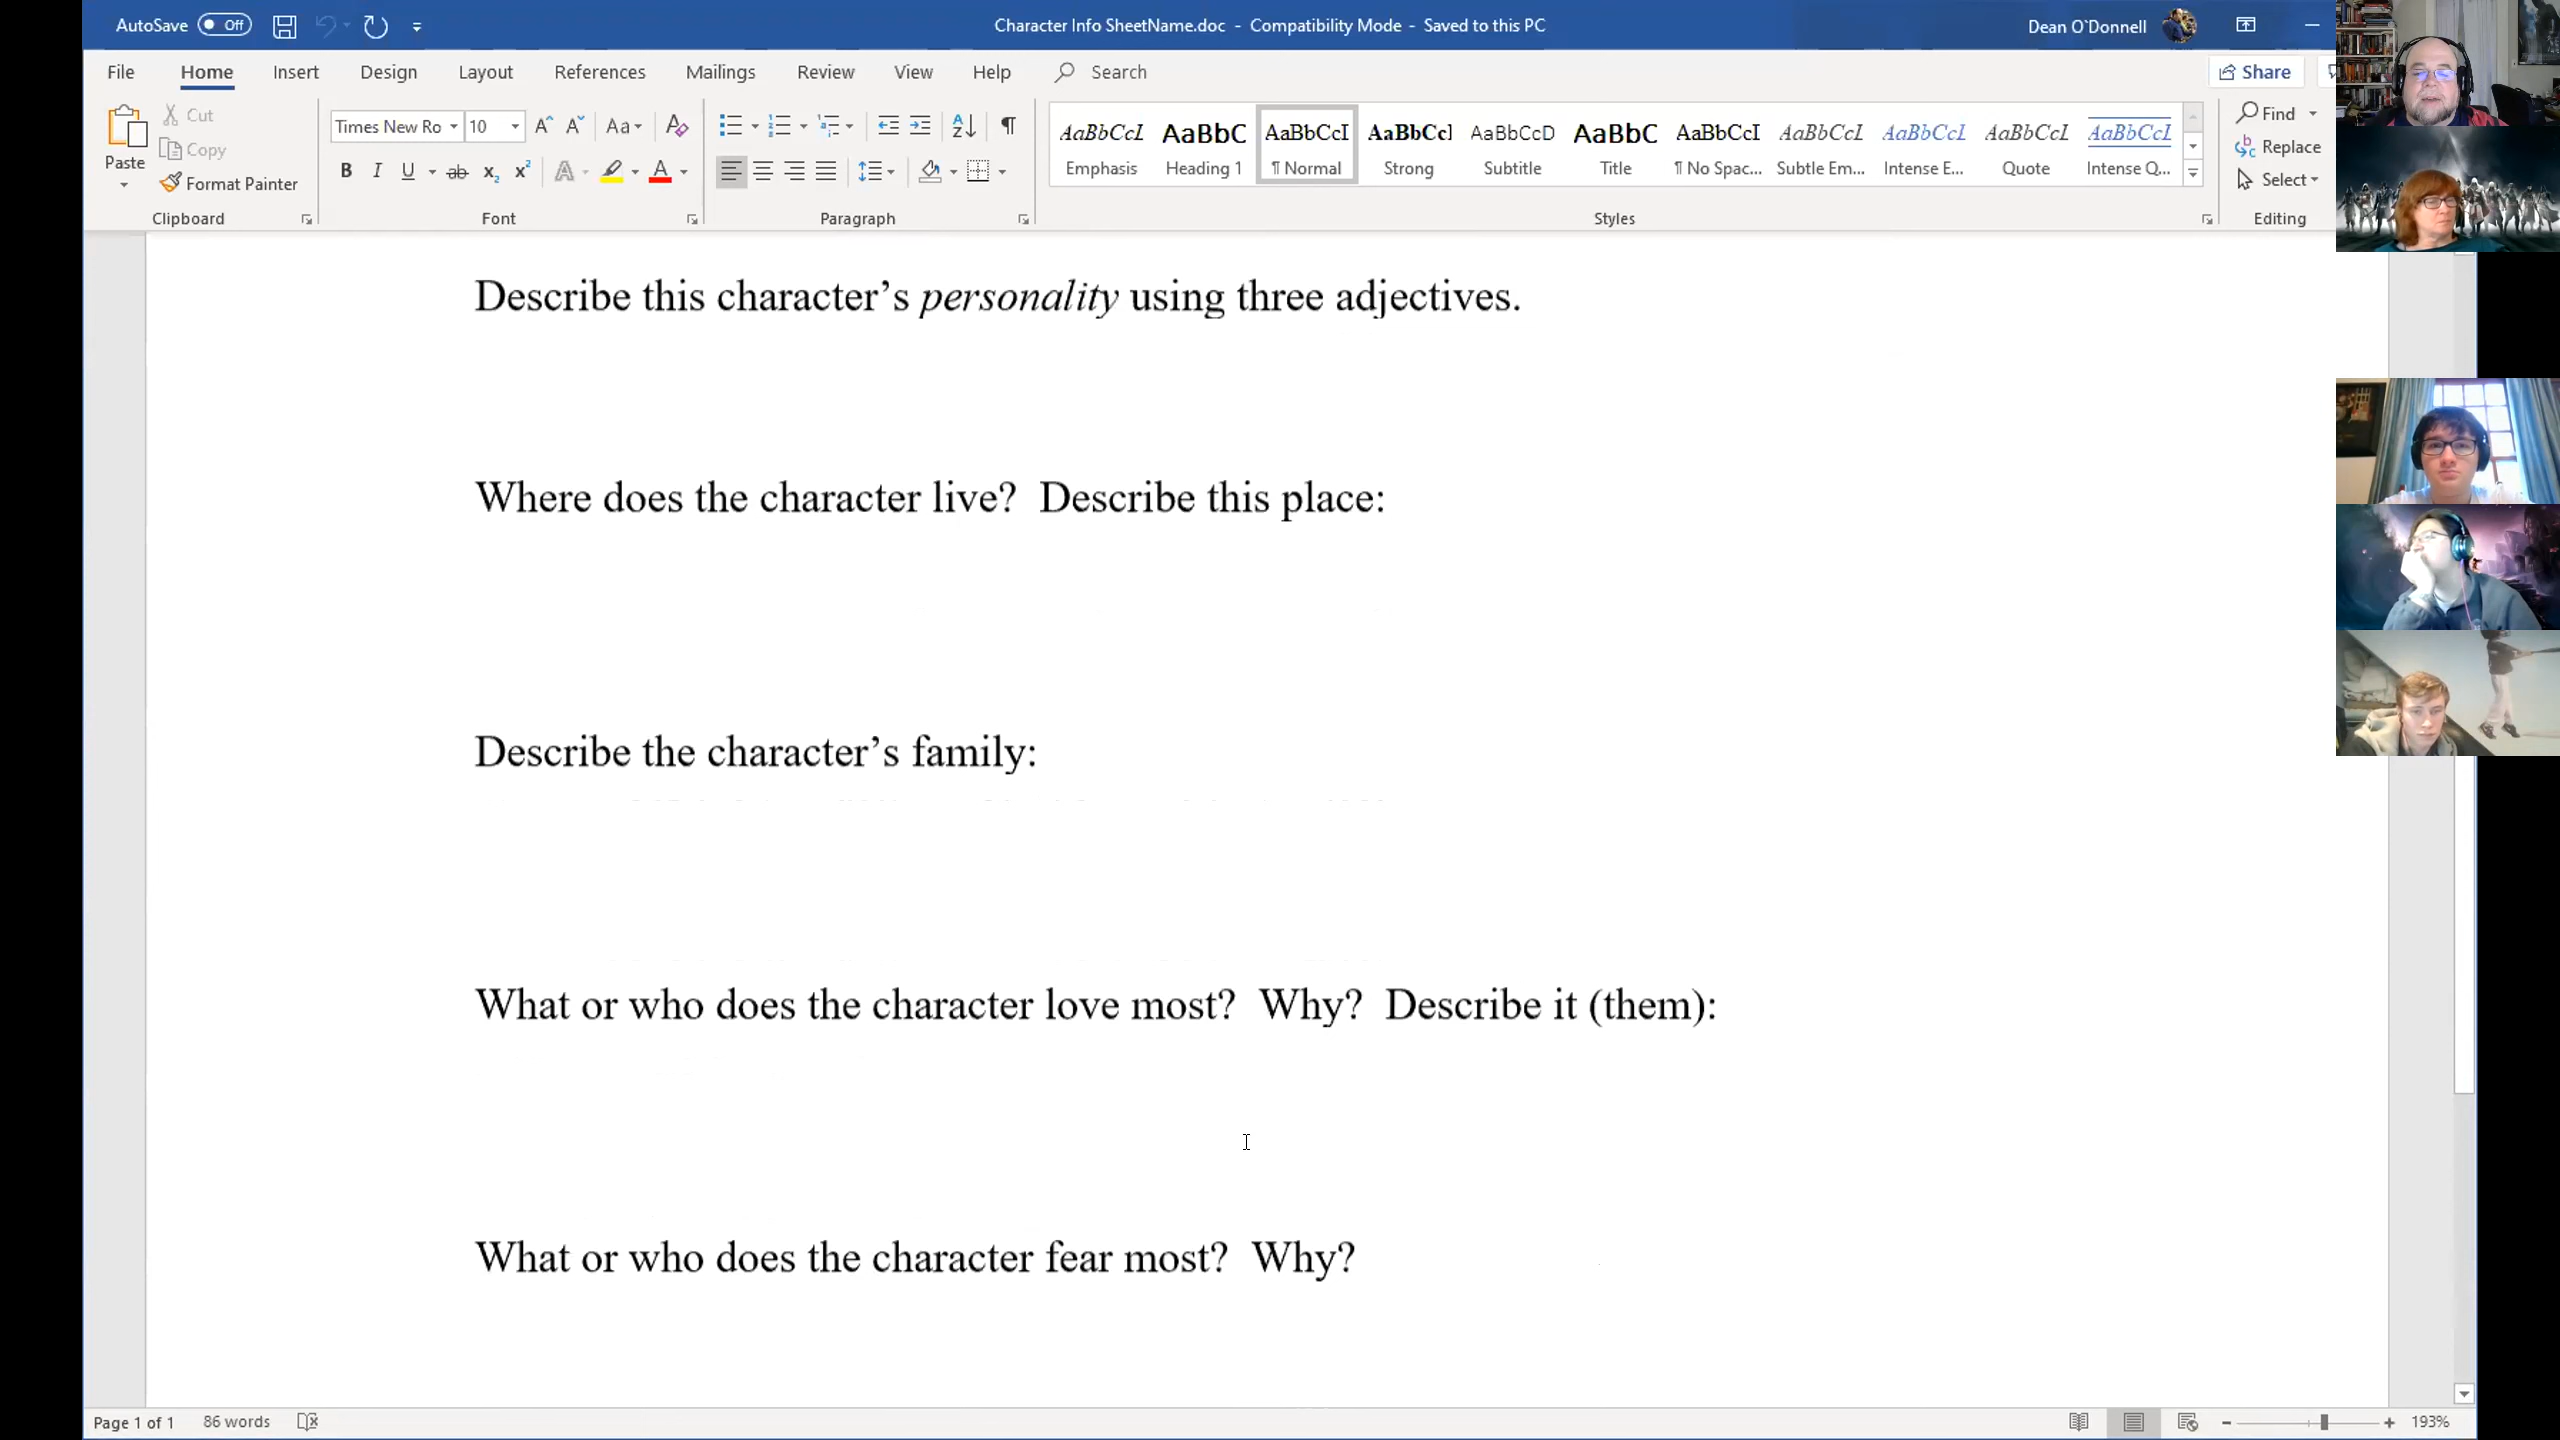 AutoSave Off Character Info SheetName.doc - Compatibility Mode - Saved to this PC Dean O`Donnell
File Home Insert Design Layout References Mailings Review View Help Search Share
Paste
Cut
Copy
Format Painter
Clipboard
Times New Ro 10
Aa
B I U ab x2 x2 A A
Font
Paragraph
AaBbCcI AaBbC AaBbCcI AaBbCcI AaBbCcD AaBbC AaBbCcI AaBbCcI AaBbCcI AaBbCcI AaBbCcI
Emphasis Heading 1 ¶ Normal Strong Subtitle Title ¶ No Spac... Subtle Em... Intense E... Quote Intense Q...
Styles
Find
Replace
Select
Editing
Describe this character’s personality using three adjectives.
Where does the character live?  Describe this place:
Describe the character’s family:
What or who does the character love most?  Why?  Describe it (them):
What or who does the character fear most?  Why?
Page 1 of 1 86 words 193%